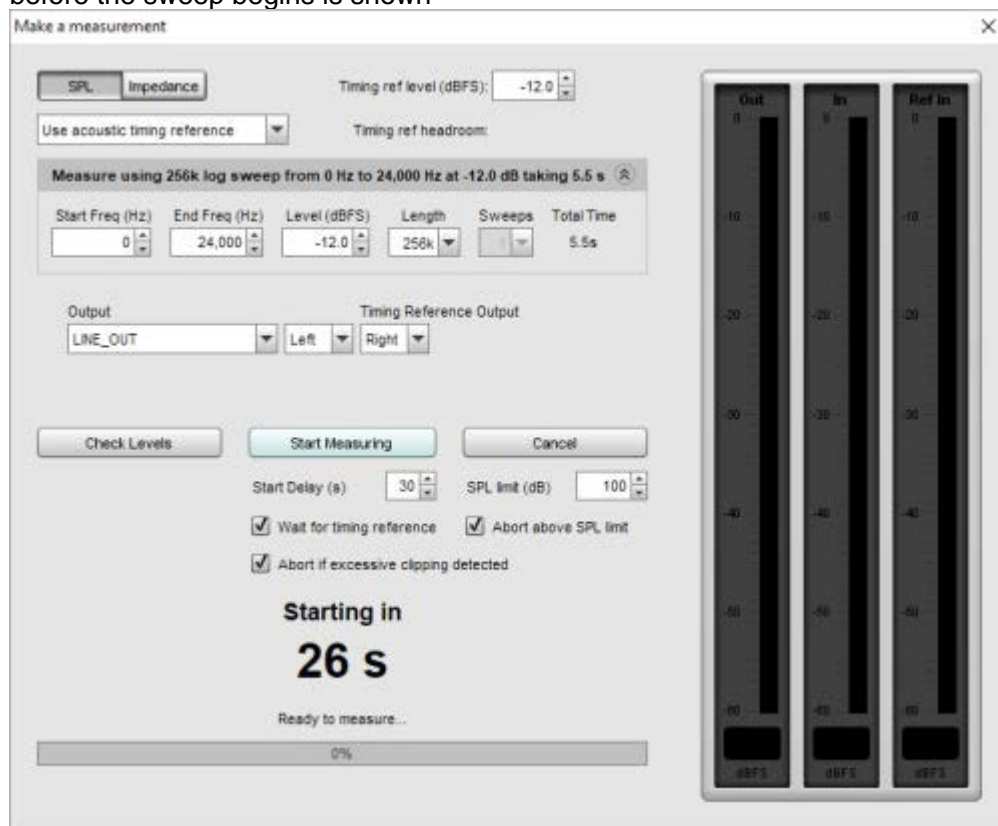 before the sweep begins is shown
Make a measurement
SPL Impedance
Timing ref level (dBFS): -12.0
Use acoustic timing reference
Timing ref headroom:
Measure using 256k log sweep from 0 Hz to 24,000 Hz at -12.0 dB taking 5.5 s
Start Freq (Hz) End Freq (Hz) Level (dBFS) Length Sweeps Total Time
0 24,000 -12.0 256k 5.5s
Output Timing Reference Output
LINE_OUT Left Right
Check Levels Start Measuring Cancel
Start Delay (s) 30 SPL limit (dB) 100
Wait for timing reference Abort above SPL limit
Abort if excessive clipping detected
Starting in
26 s
Ready to measure...
0%
Out In Ref In
0 0 0
-10 -10 -10
-20 -20 -20
-30 -30 -30
-40 -40 -40
-50 -50 -50
-60 -60 -60
dBFS dBFS dBFS